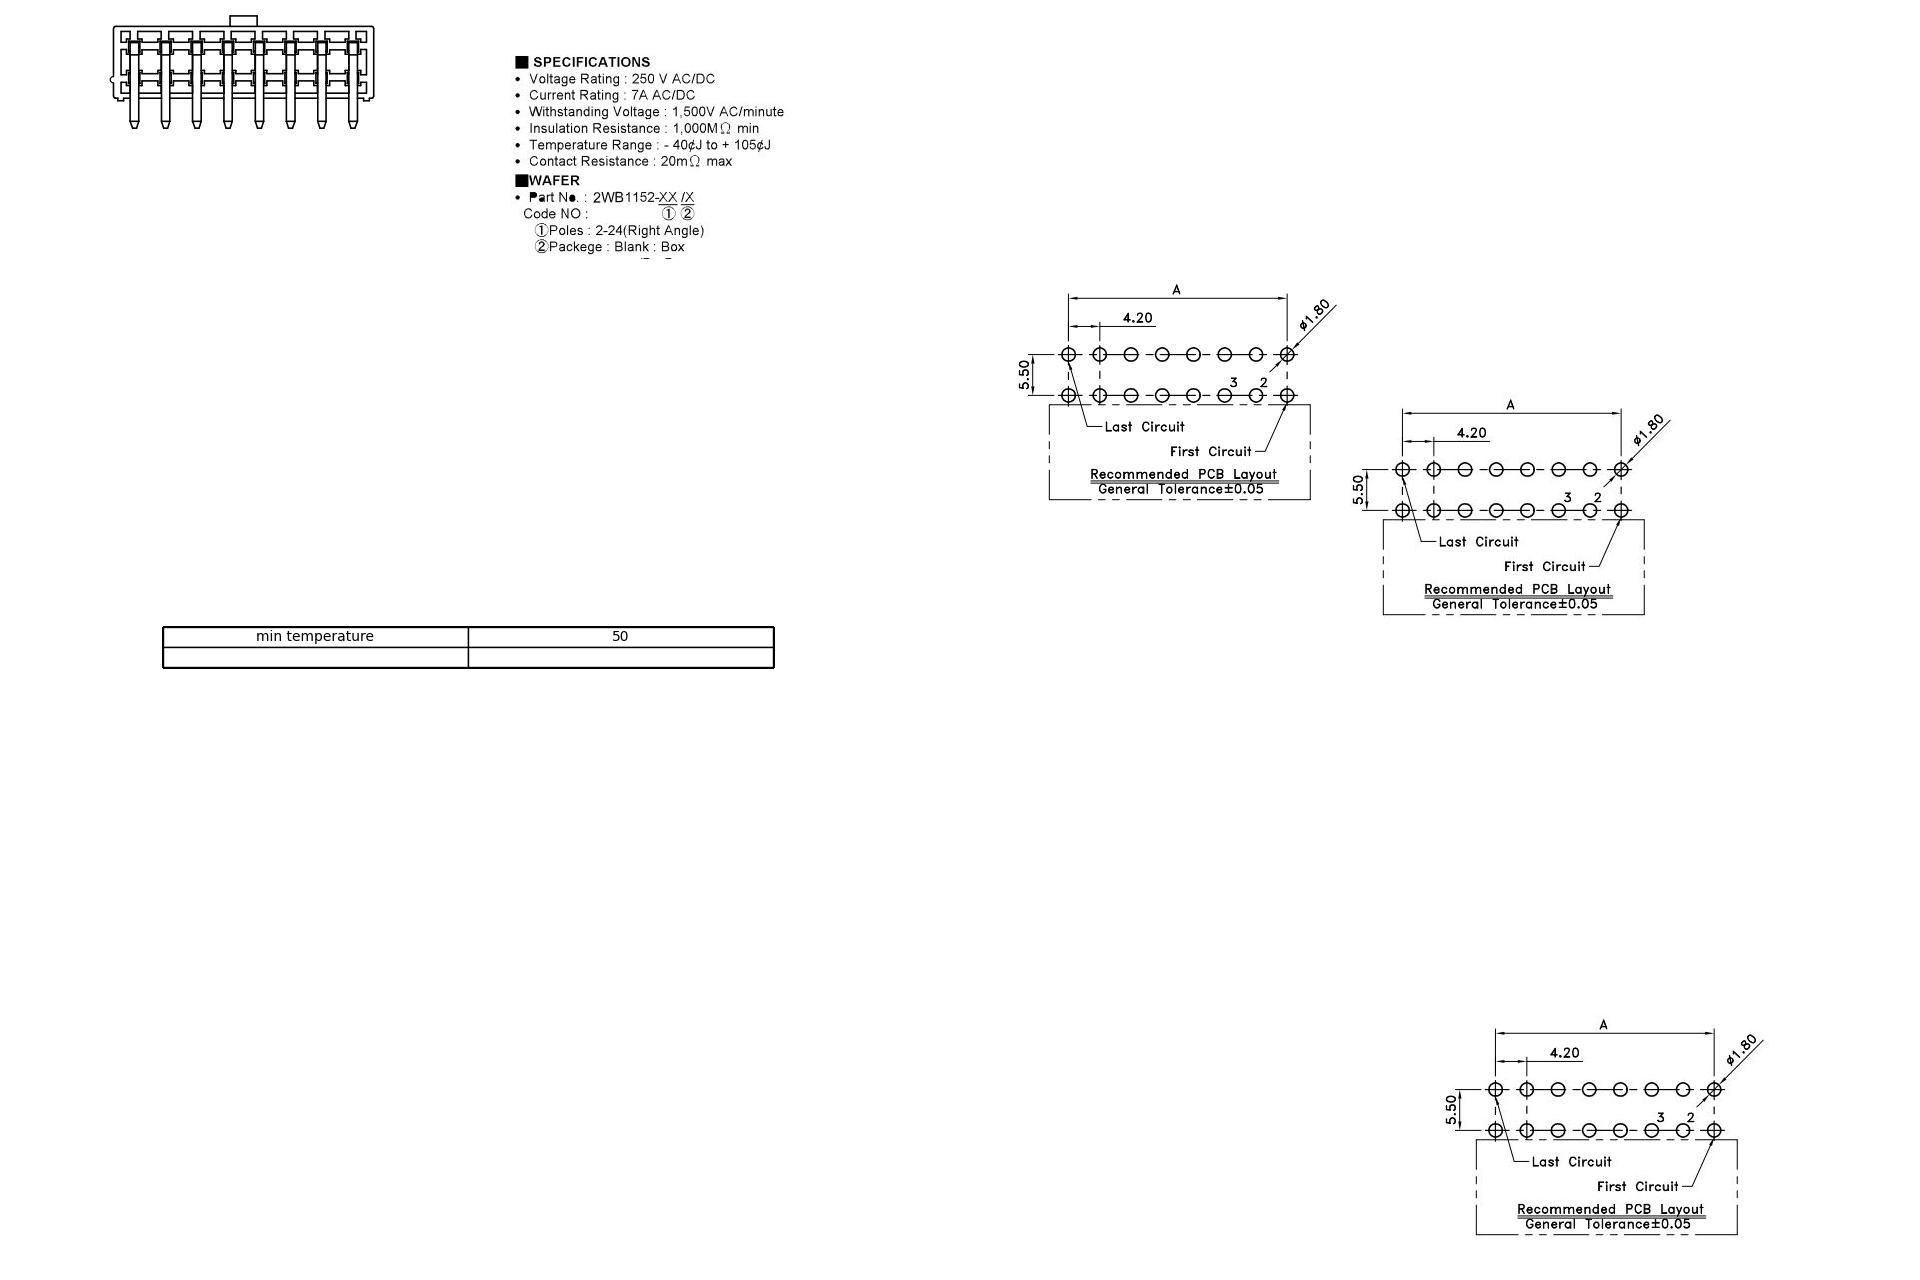 ■ SPECIFICATIONS
• Voltage Rating : 250 V AC/DC
• Current Rating : 7A AC/DC
• Withstanding Voltage : 1,500V AC/minute
• Insulation Resistance : 1,000MΩ min
• Temperature Range : - 40¢J to + 105¢J
• Contact Resistance : 20mΩ max
■WAFER
• Part No. : 2WB1152-XX /X
Code NO : ① ②
①Poles : 2-24(Right Angle)
②Packege : Blank : Box
A
4.20
ø1.80
5.50
3 2
Last Circuit
First Circuit
Recommended PCB Layout
General Tolerance±0.05
A
4.20
ø1.80
5.50
3 2
Last Circuit
First Circuit
Recommended PCB Layout
General Tolerance±0.05
min temperature 50
A
4.20
ø1.80
5.50
3 2
Last Circuit
First Circuit
Recommended PCB Layout
General Tolerance±0.05